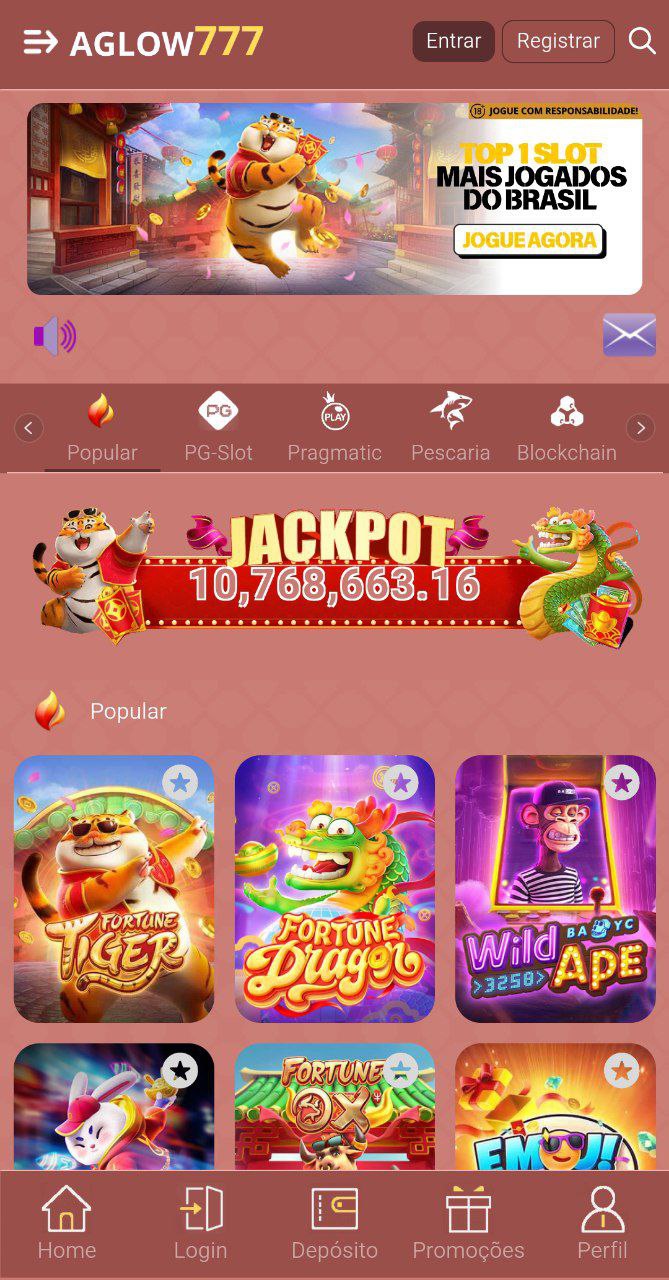 AGLOW777
Entrar
Registrar
18 JOGUE COM RESPONSABILIDADE!
TOP 1 SLOT
MAIS JOGADOS
DO BRASIL
JOGUE AGORA
PG
PLAY
Popular
PG-Slot
Pragmatic
Pescaria
Blockchain
JACKPOT
10,768,663.16
Popular
FORTUNE
TIGER
FORTUNE
Dragon
Wild BAYC
>3258> APE
FORTUNE
OX
EMOJI
Home
Login
Depósito
Promoções
Perfil